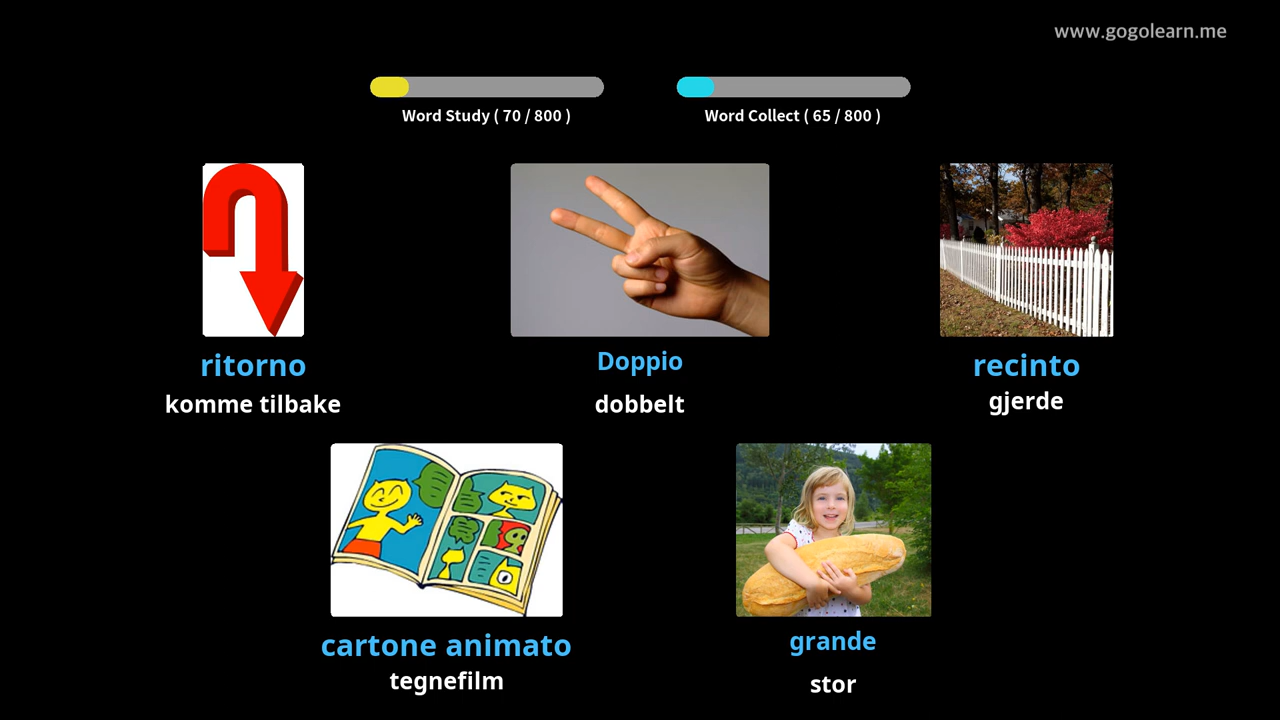 www.gogolearn.me
Word Study ( 70 / 800 )
Word Collect ( 65 / 800 )
ritorno
komme tilbake
Doppio
dobbelt
recinto
gjerde
cartone animato
tegnefilm
grande
stor